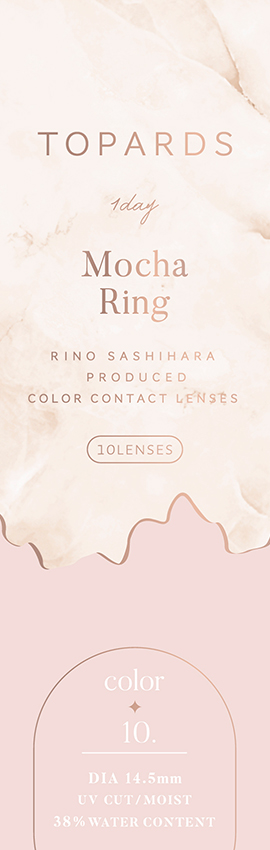 TOPARDS
1day
Mocha
Ring
RINO SASHIHARA
PRODUCED
COLOR CONTACT LENSES
10LENSES
color
10.
DIA 14.5mm
UV CUT/MOIST
38% WATER CONTENT